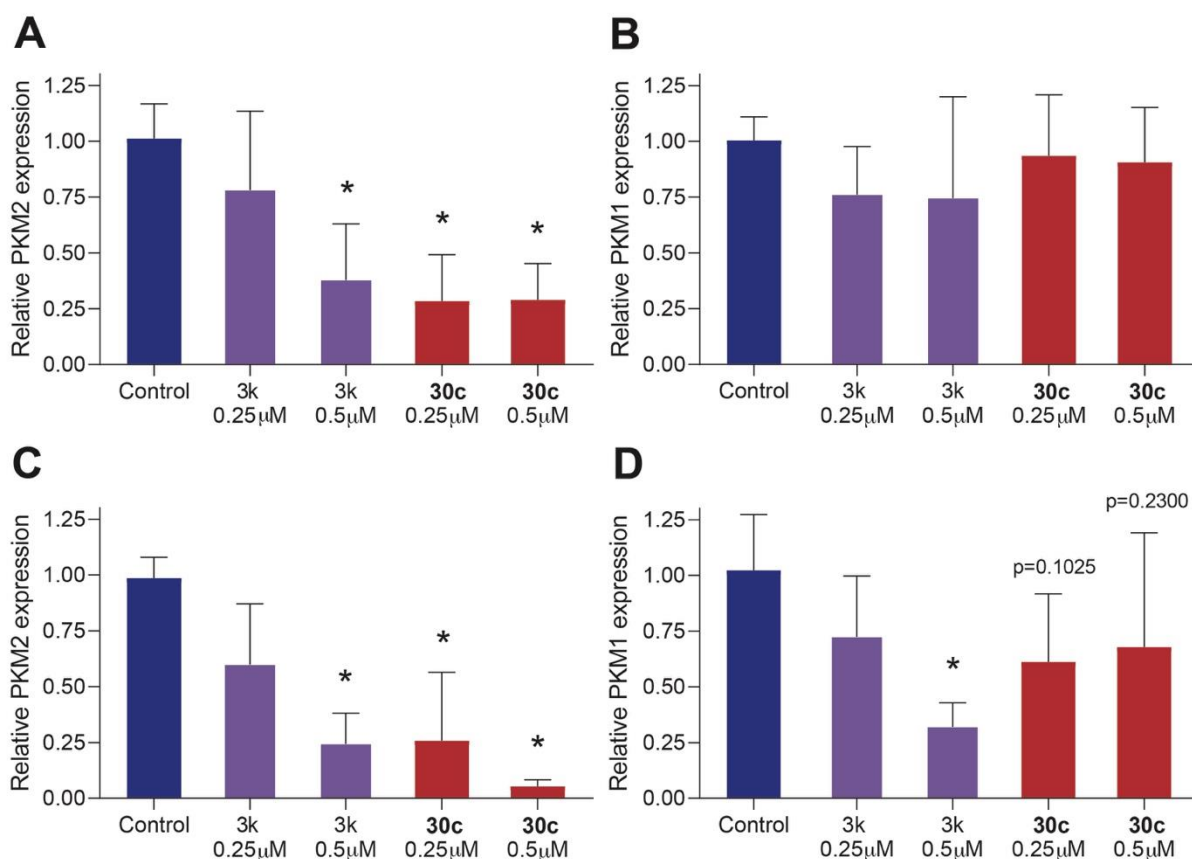 A
Relative PKM2 expression
1.25
1.00
0.75
0.50
0.25
0.00
*
*
*
Control
3k
0.25μM
3k
0.5μM
30c
0.25μM
30c
0.5μM
B
Relative PKM1 expression
1.25
1.00
0.75
0.50
0.25
0.00
Control
3k
0.25μM
3k
0.5μM
30c
0.25μM
30c
0.5μM
C
Relative PKM2 expression
1.25
1.00
0.75
0.50
0.25
0.00
*
*
*
Control
3k
0.25μM
3k
0.5μM
30c
0.25μM
30c
0.5μM
D
Relative PKM1 expression
1.25
1.00
0.75
0.50
0.25
0.00
*
p=0.1025
p=0.2300
Control
3k
0.25μM
3k
0.5μM
30c
0.25μM
30c
0.5μM